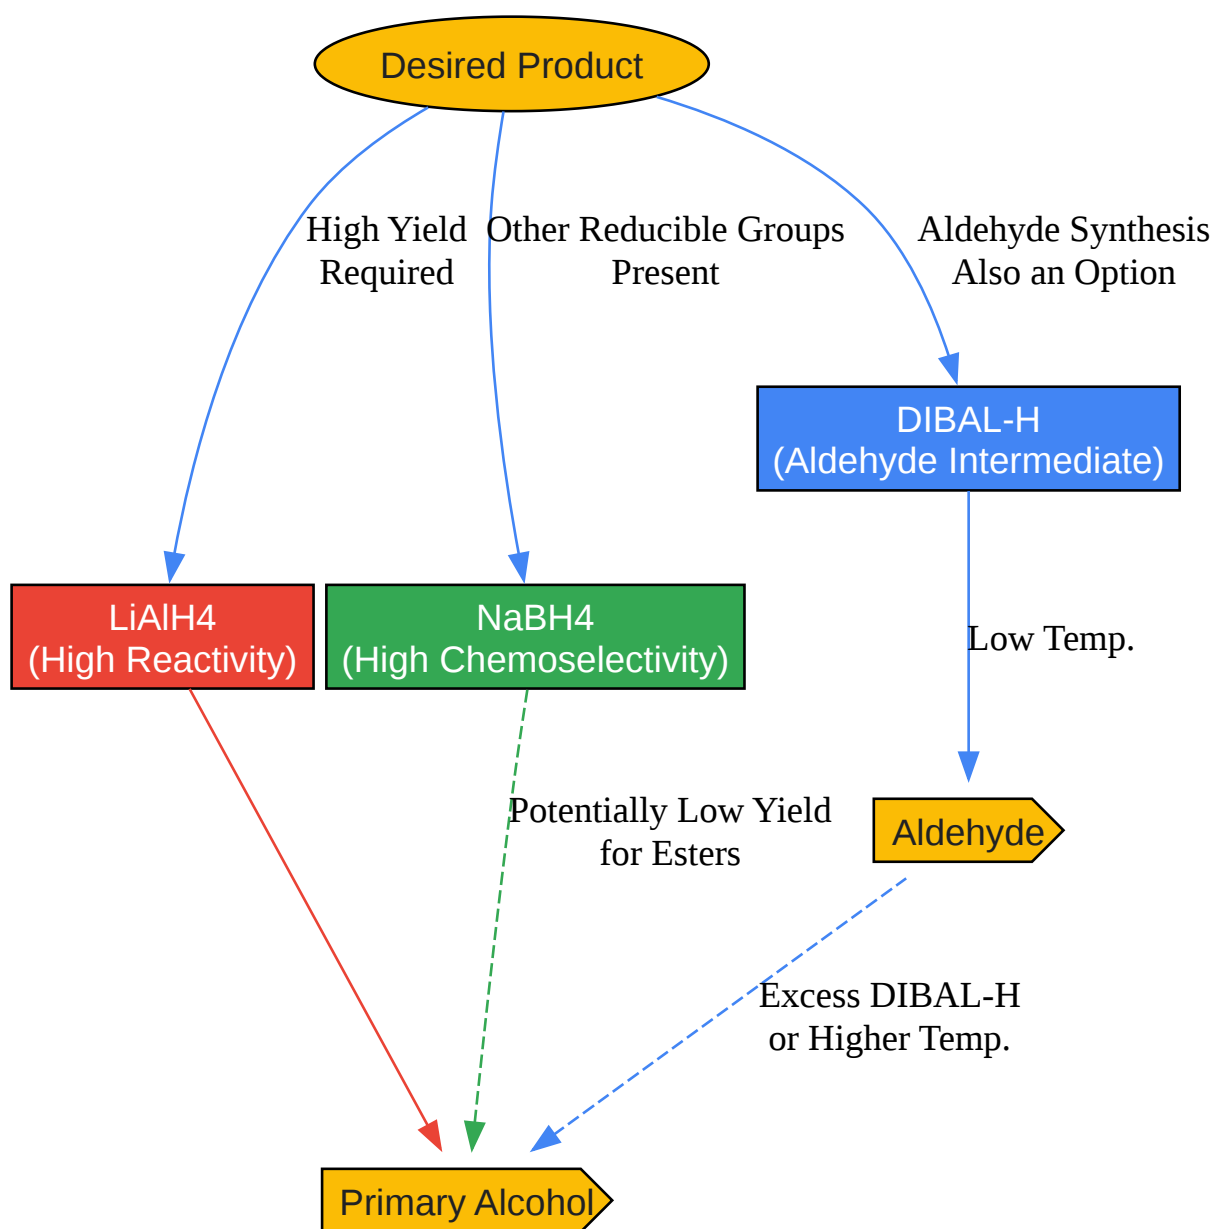 Desired Product
High Yield
Required
Other Reducible Groups
Present
Aldehyde Synthesis
Also an Option
DIBAL-H
(Aldehyde Intermediate)
LiAlH4
(High Reactivity)
NaBH4
(High Chemoselectivity)
Low Temp.
Potentially Low Yield
for Esters
Aldehyde
Excess DIBAL-H
or Higher Temp.
Primary Alcohol